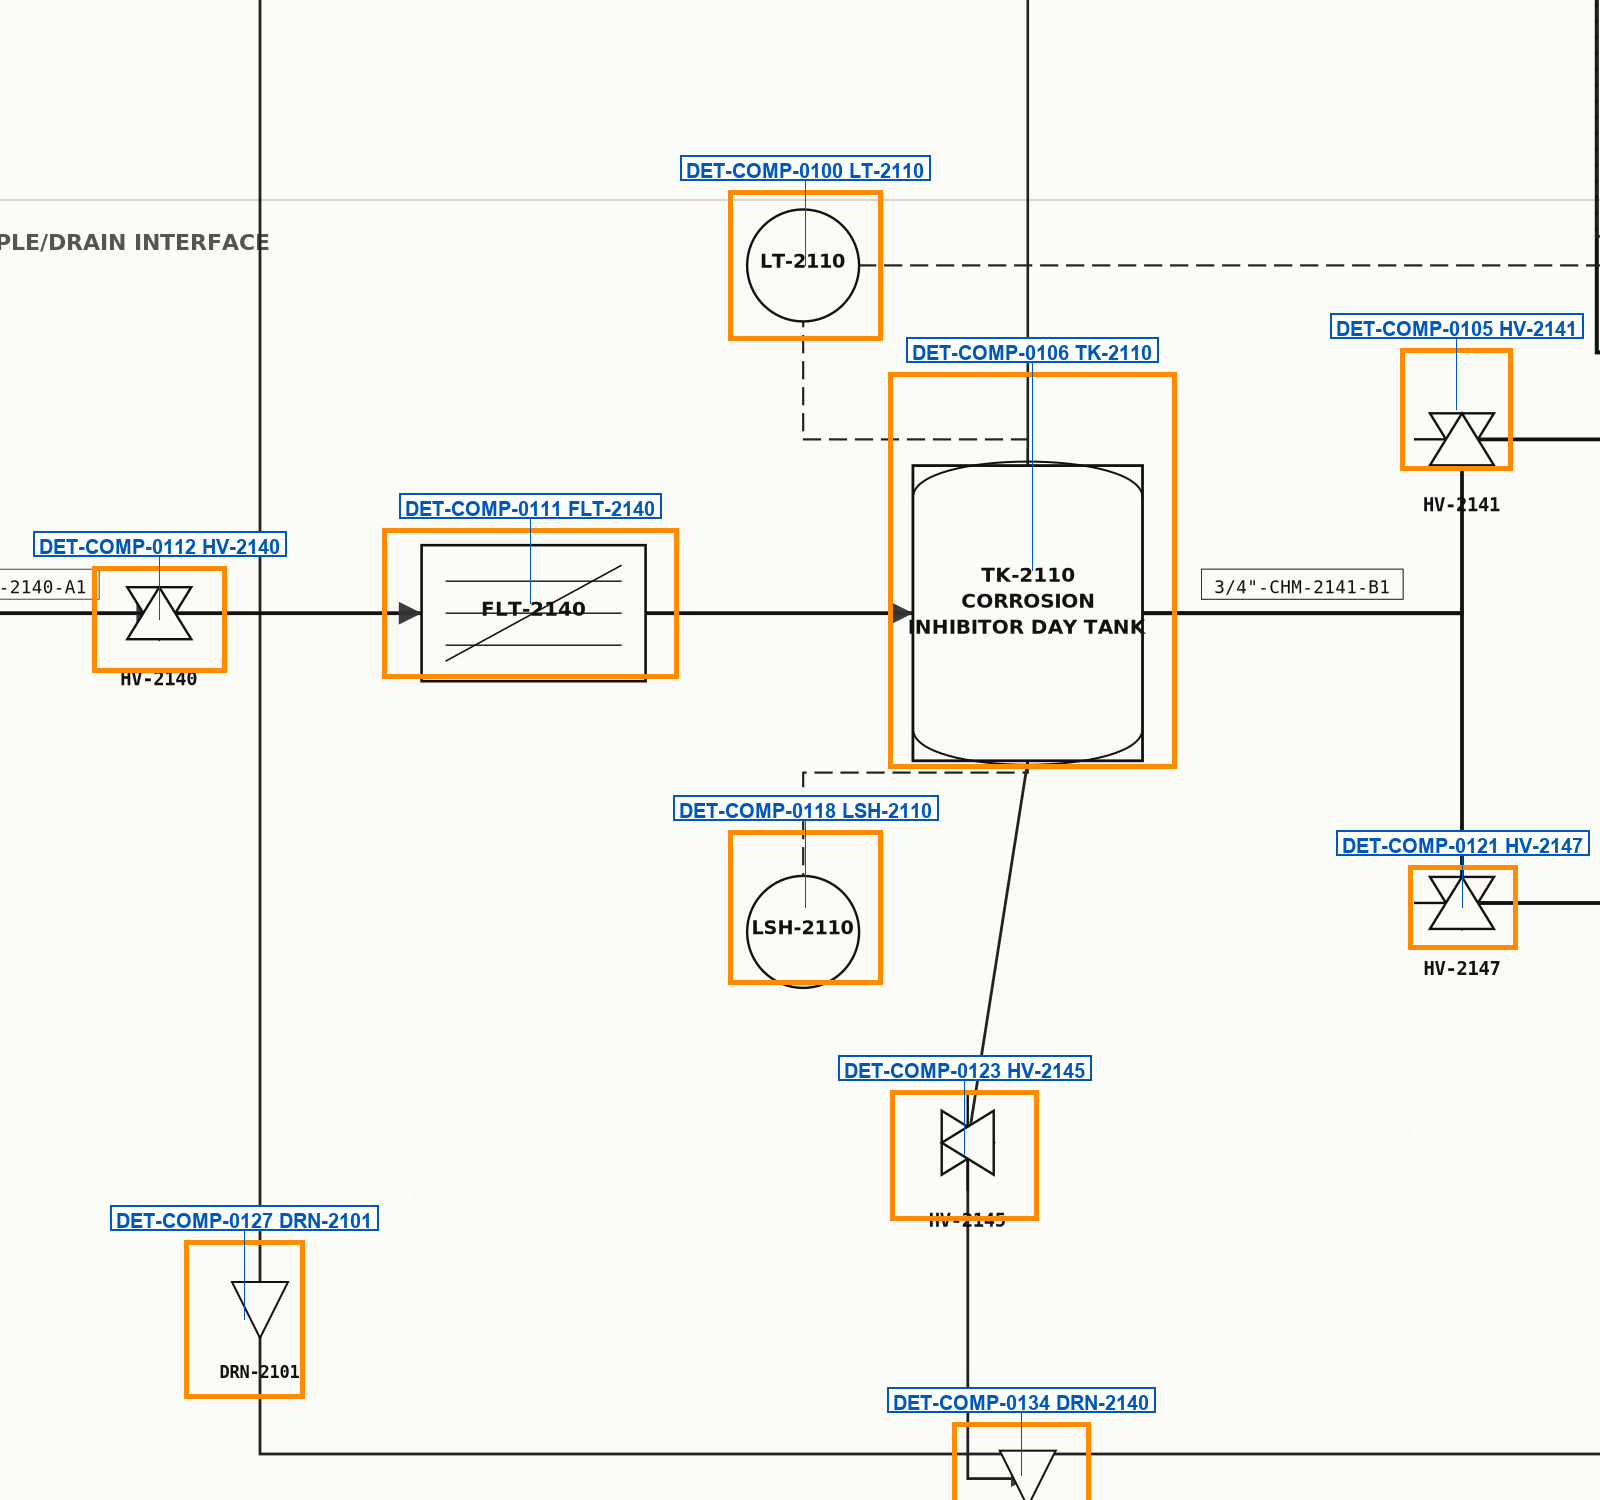 DET-COMP-0100 LT-2110
PLE/DRAIN INTERFACE
LT-2110
DET-COMP-0105 HV-2141
DET-COMP-0106 TK-2110
HV-2141
DET-COMP-0111 FLT-2140
DET-COMP-0112 HV-2140
-2140-A1
FLT-2140
TK-2110
CORROSION
INHIBITOR DAY TANK
3/4"-CHM-2141-B1
HV-2140
DET-COMP-0118 LSH-2110
DET-COMP-0121 HV-2147
LSH-2110
HV-2147
DET-COMP-0123 HV-2145
HV-2145
DET-COMP-0127 DRN-2101
DRN-2101
DET-COMP-0134 DRN-2140